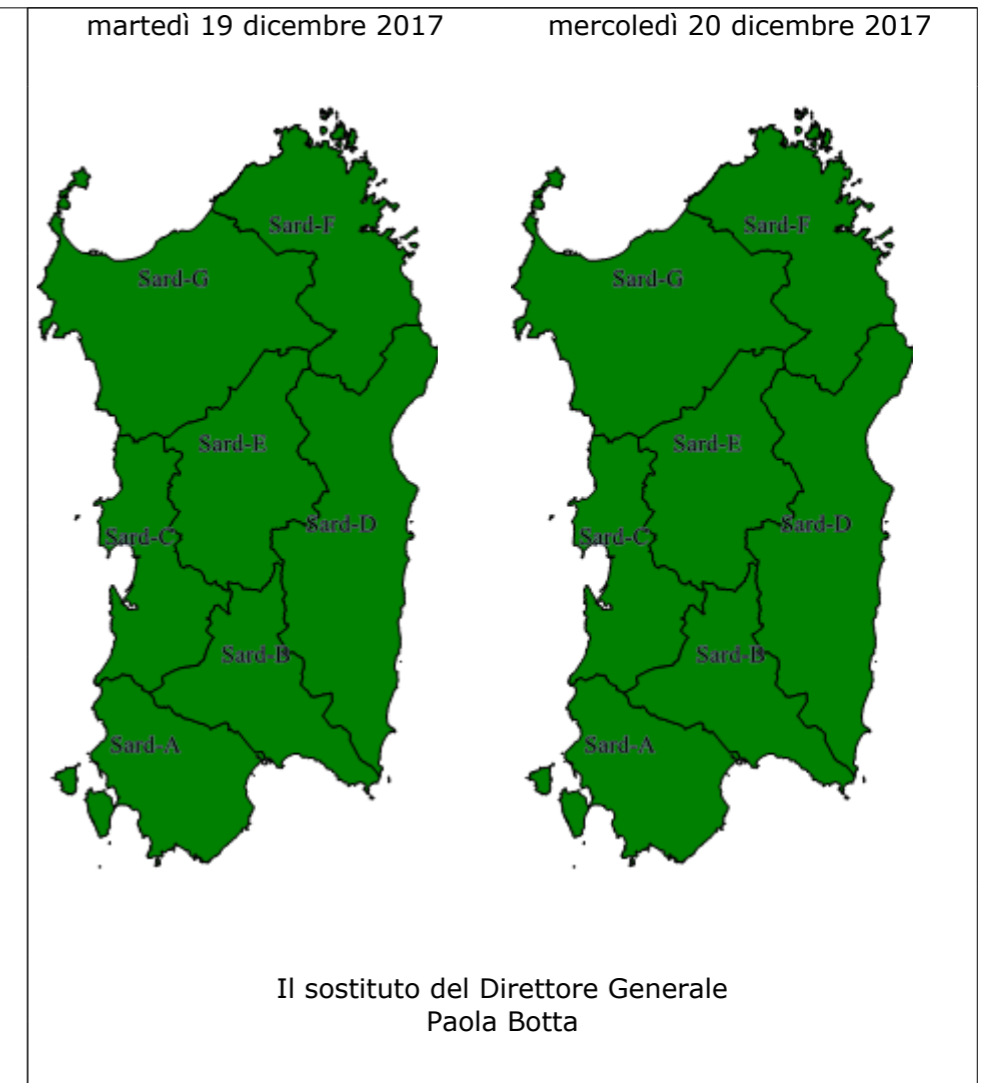 martedì 19 dicembre 2017
mercoledì 20 dicembre 2017
Sard-F
Sard-G
Sard-E
Sard-D
Sard-C
Sard-B
Sard-A
Sard-F
Sard-G
Sard-E
Sard-D
Sard-C
Sard-B
Sard-A
Il sostituto del Direttore Generale
Paola Botta